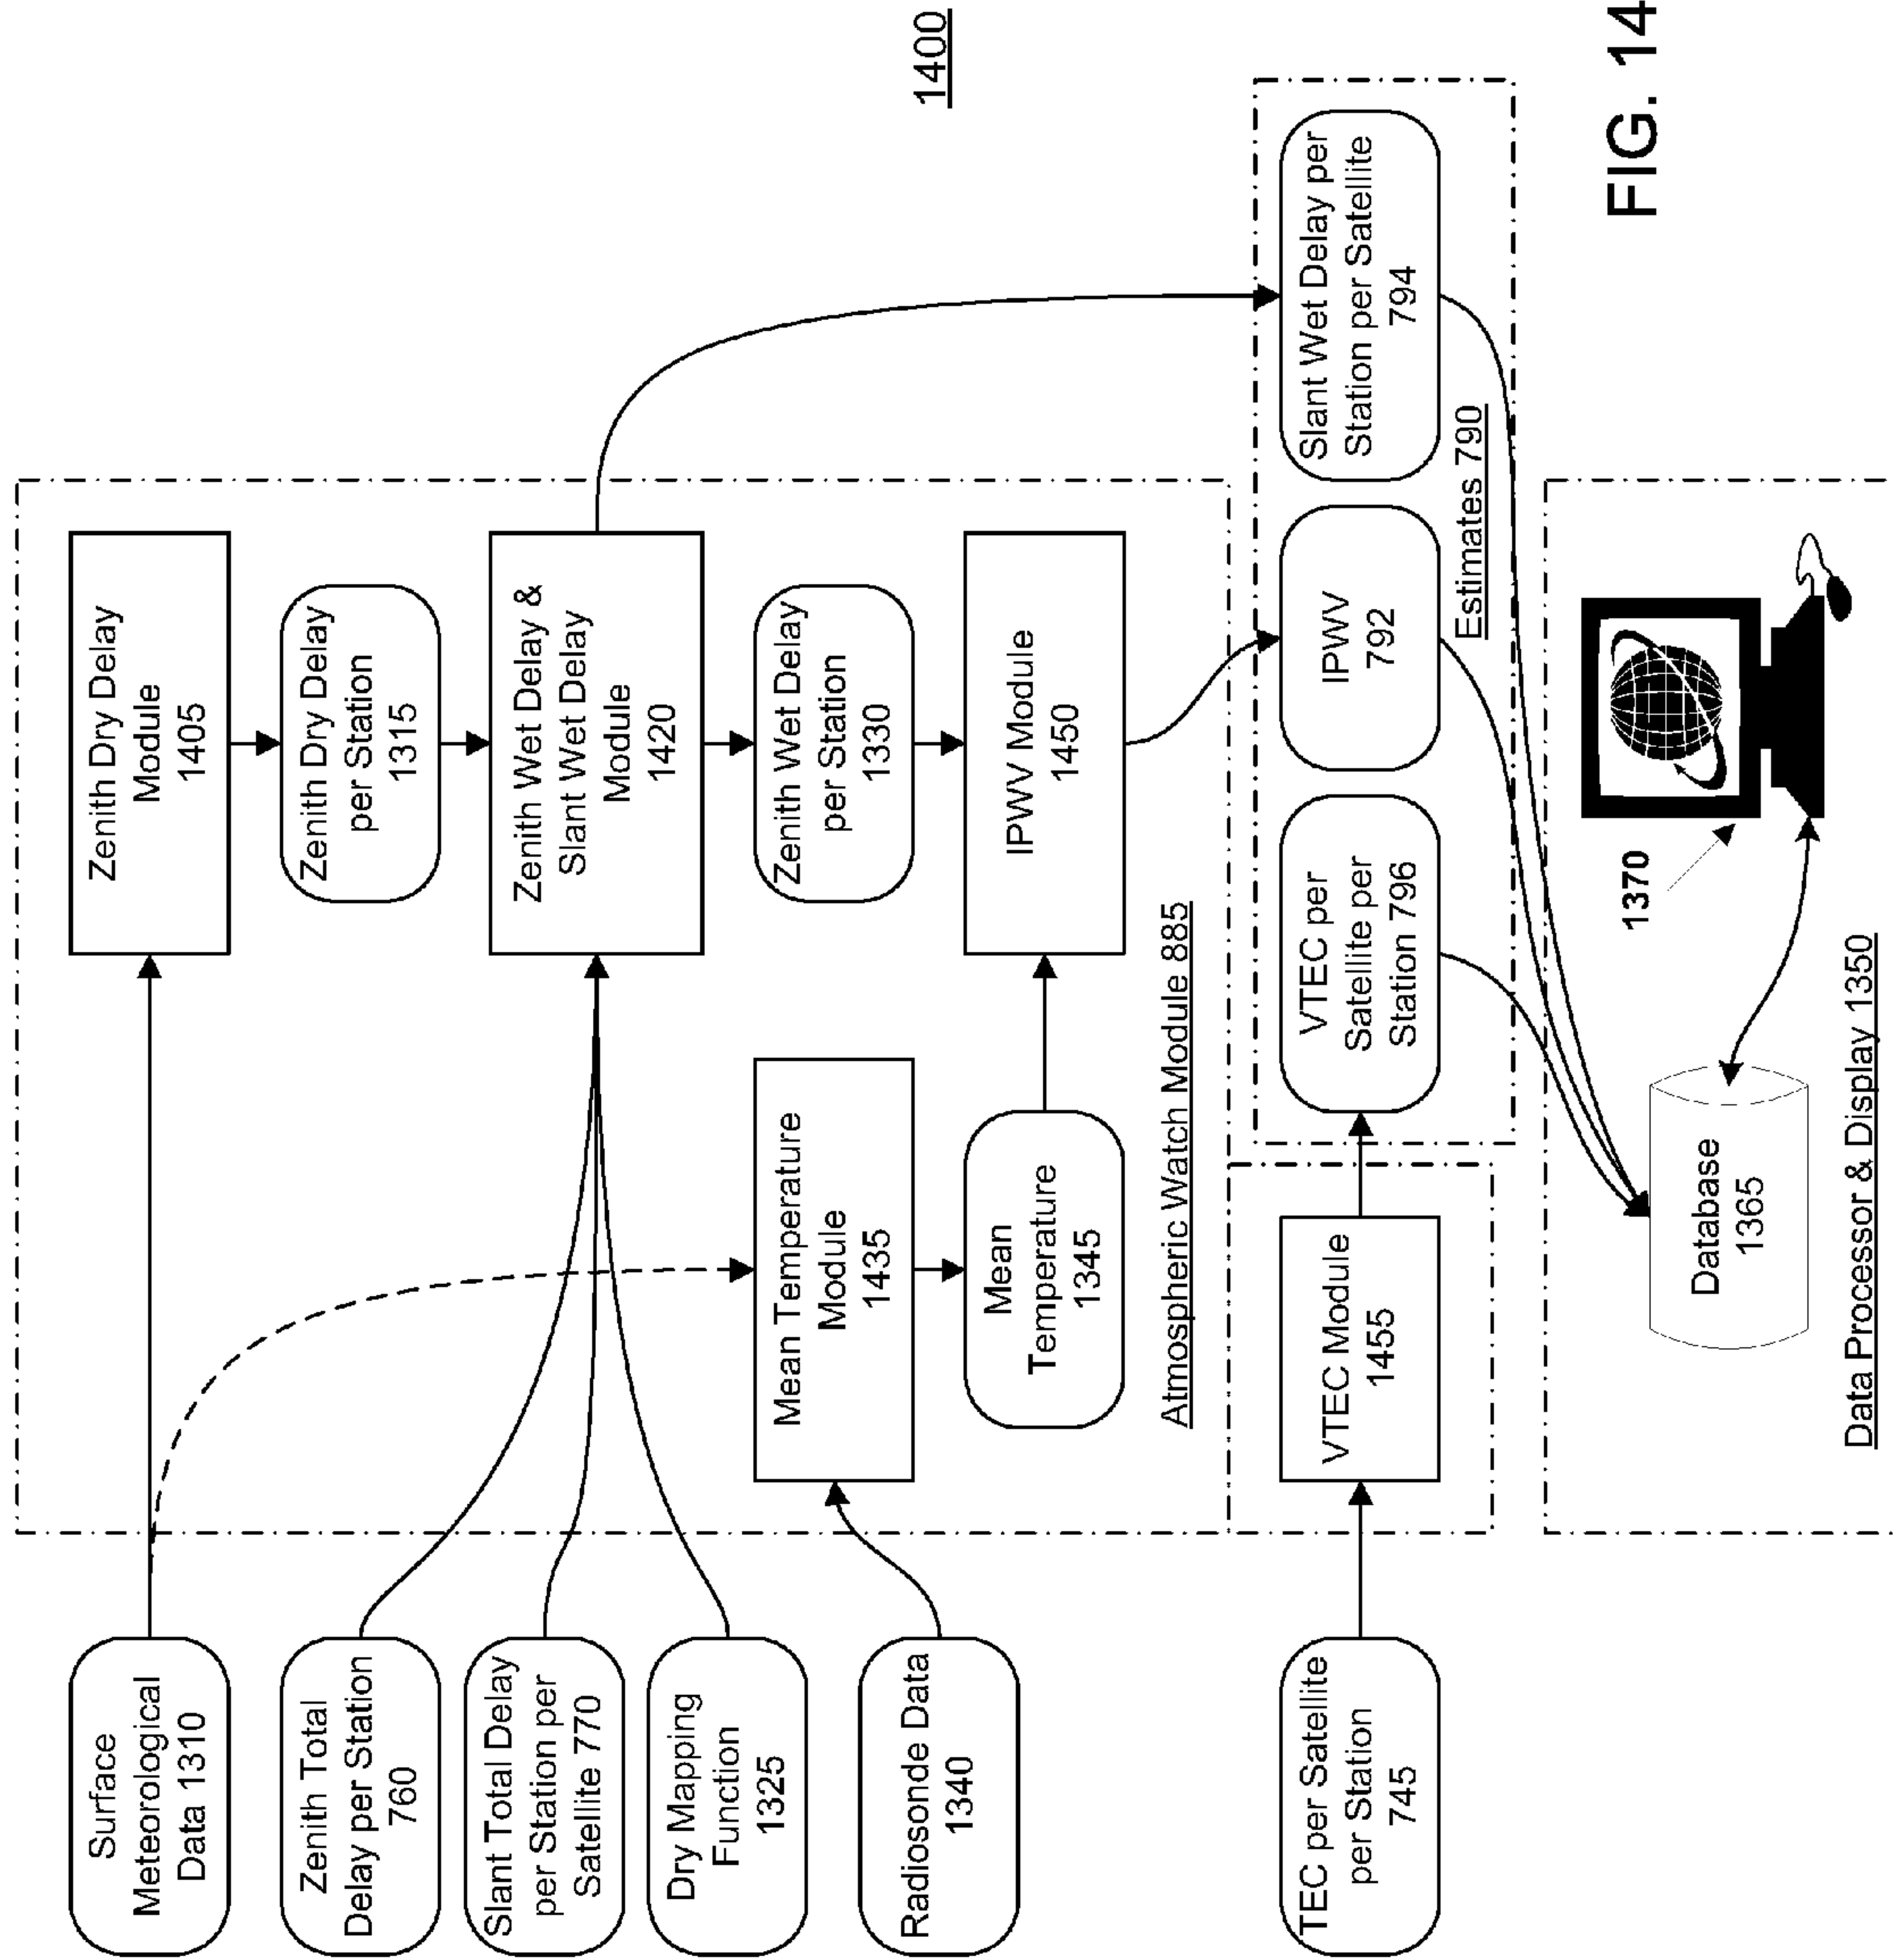 Surface
Meteorological
Data 1310
Zenith Total
Delay per Station
760
Slant Total Delay
per Station per
Satellite 770
Dry Mapping
Function
1325
Radiosonde Data
1340
TEC per Satellite
per Station
745
Zenith Dry Delay
Module
1405
Zenith Dry Delay
per Station
1315
Zenith Wet Delay &
Slant Wet Delay
Module
1420
Zenith Wet Delay
per Station
1330
Mean Temperature
Module
1435
Mean
Temperature
1345
IPWV Module
1450
Atmospheric Watch Module 885
VTEC Module
1455
VTEC per
Satellite per
Station 796
IPWV
792
Slant Wet Delay per
Station per Satellite
794
Estimates 790
Database
1365
1370
Data Processor & Display 1350
1400
FIG. 14